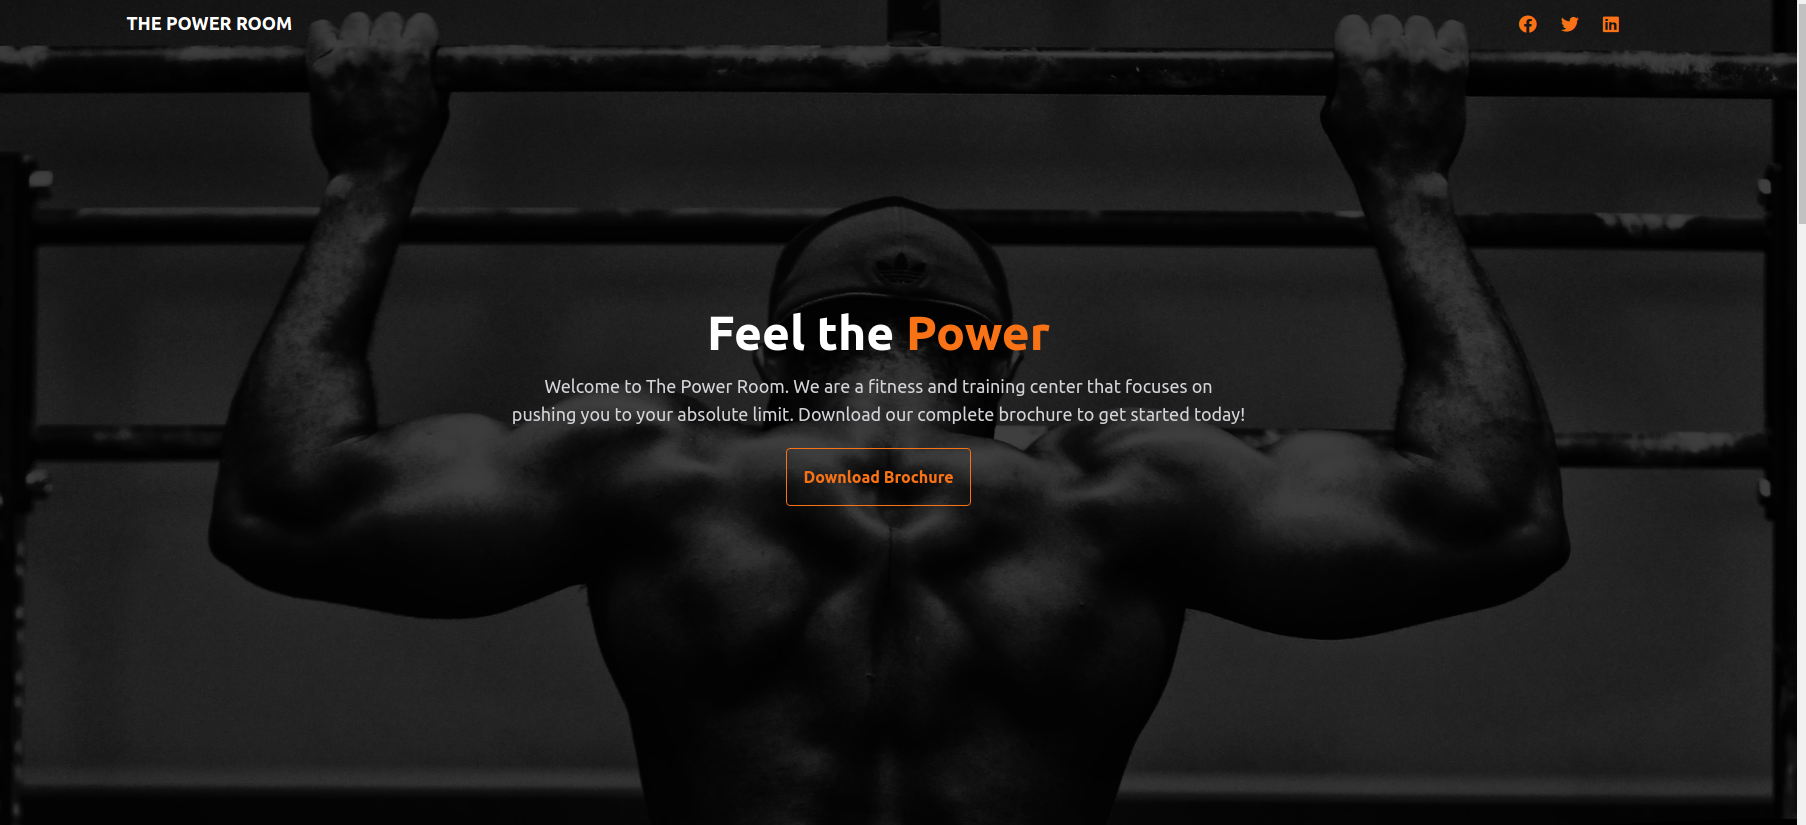 THE POWER ROOM
Feel the Power
Welcome to The Power Room. We are a fitness and training center that focuses on
pushing you to your absolute limit. Download our complete brochure to get started today!
Download Brochure